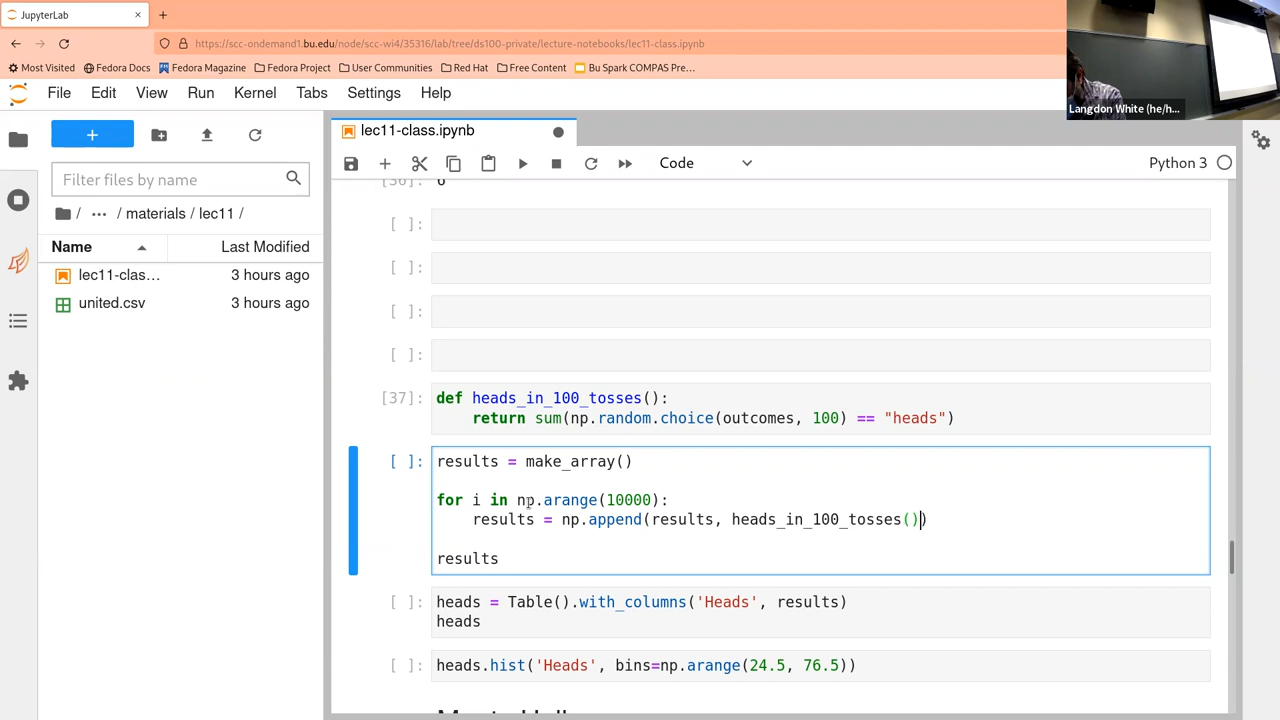 JupyterLab
https://scc-ondemand1.bu.edu/node/scc-wi4/35316/lab/tree/ds100-private/lecture-notebooks/lec11-class.ipynb
Most Visited Fedora Docs Fedora Magazine Fedora Project User Communities Red Hat Free Content Bu Spark COMPAS Pre…
Langdon White (he/h...
File Edit View Run Kernel Tabs Settings Help
lec11-class.ipynb
Code
Python 3
Filter files by name
/ ··· / materials / lec11 /
Name Last Modified
lec11-clas… 3 hours ago
united.csv 3 hours ago
[ ]:
[ ]:
[ ]:
[ ]:
[37]: def heads_in_100_tosses():
return sum(np.random.choice(outcomes, 100) == "heads")
[ ]: results = make_array()
for i in np.arange(10000):
results = np.append(results, heads_in_100_tosses())
results
[ ]: heads = Table().with_columns('Heads', results)
heads
[ ]: heads.hist('Heads', bins=np.arange(24.5, 76.5))